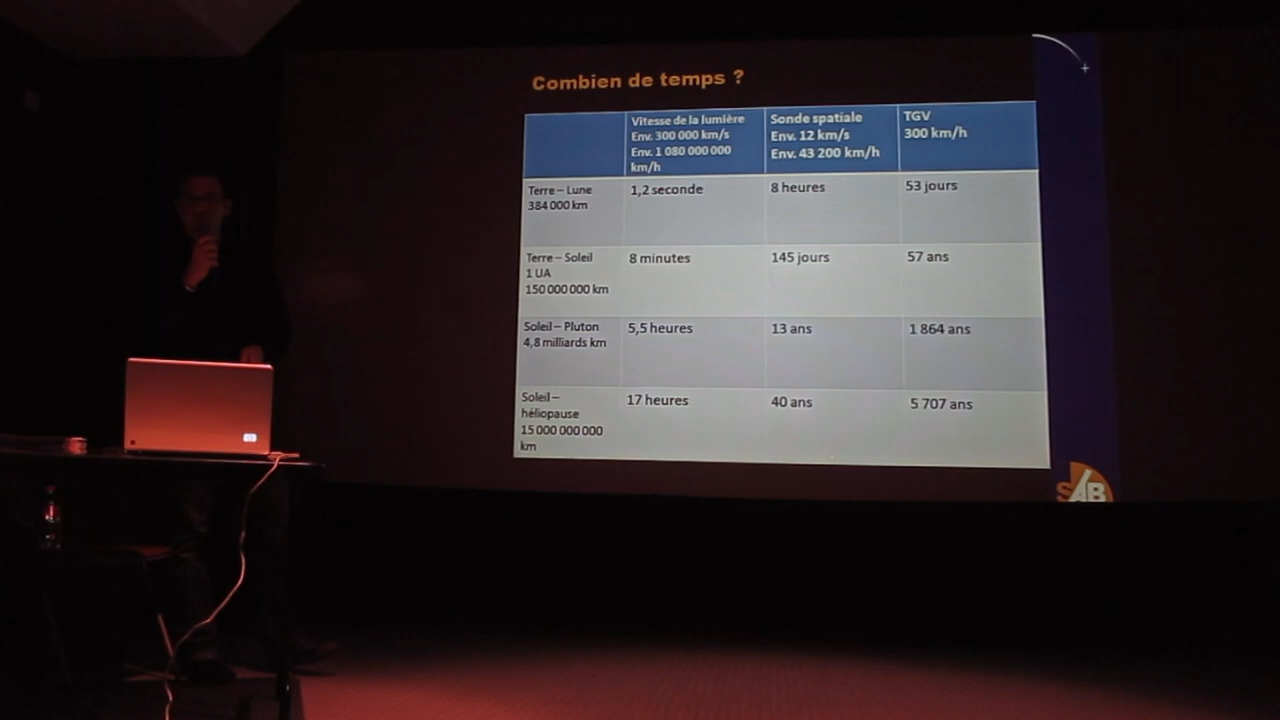 Combien de temps ?
Vitesse de la lumière
Env. 300 000 km/s
Env. 1 080 000 000
km/h
Sonde spatiale
Env. 12 km/s
Env. 43 200 km/h
TGV
300 km/h
Terre – Lune
384 000 km
1,2 seconde
8 heures
53 jours
Terre – Soleil
1 UA
150 000 000 km
8 minutes
145 jours
57 ans
Soleil – Pluton
4,8 milliards km
5,5 heures
13 ans
1 864 ans
Soleil –
héliopause
15 000 000 000
km
17 heures
40 ans
5 707 ans
SAB